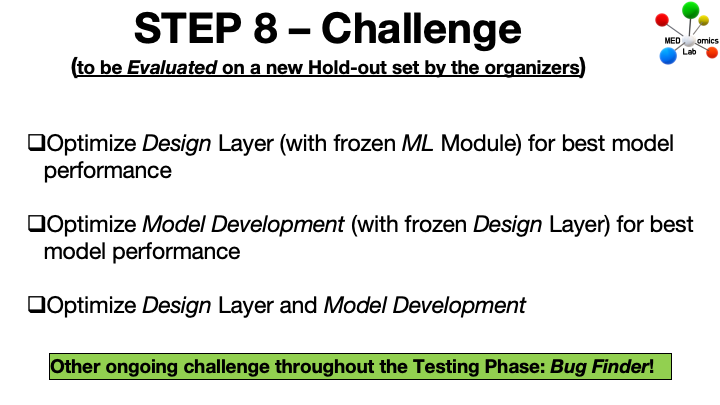 STEP 8 – Challenge
(to be Evaluated on a new Hold-out set by the organizers)
MED omics
Lab
❑Optimize Design Layer (with frozen ML Module) for best model
performance
❑Optimize Model Development (with frozen Design Layer) for best
model performance
❑Optimize Design Layer and Model Development
Other ongoing challenge throughout the Testing Phase: Bug Finder!